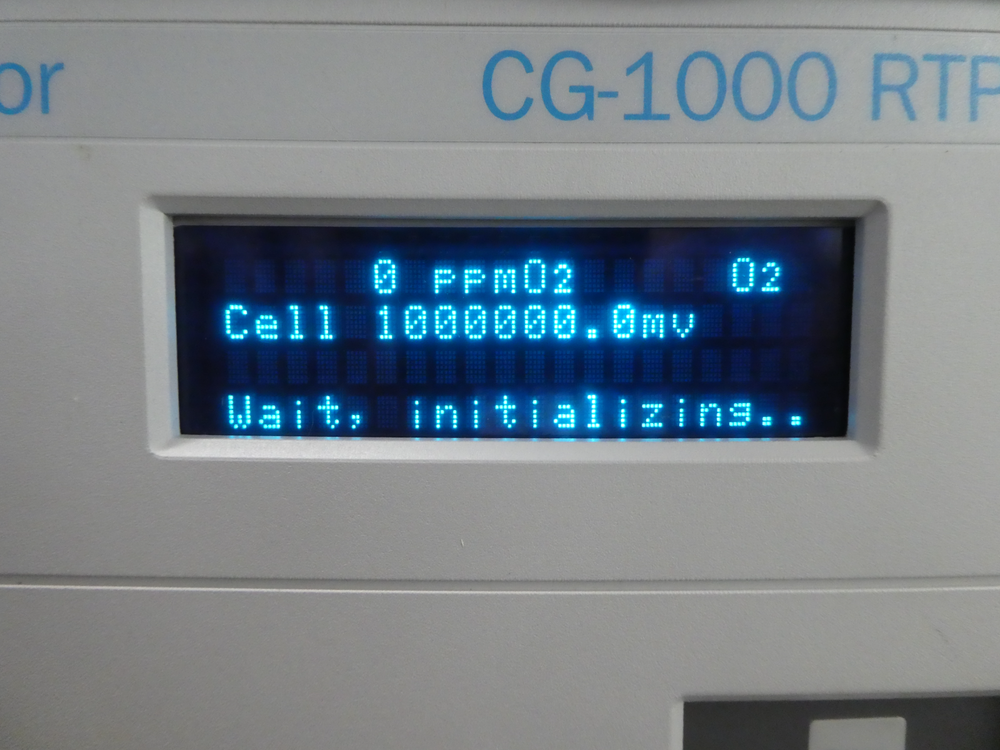 or CG-1000 RTP
0 ppmO2 O2
Cell 1000000.0mv
Wait, initializing..